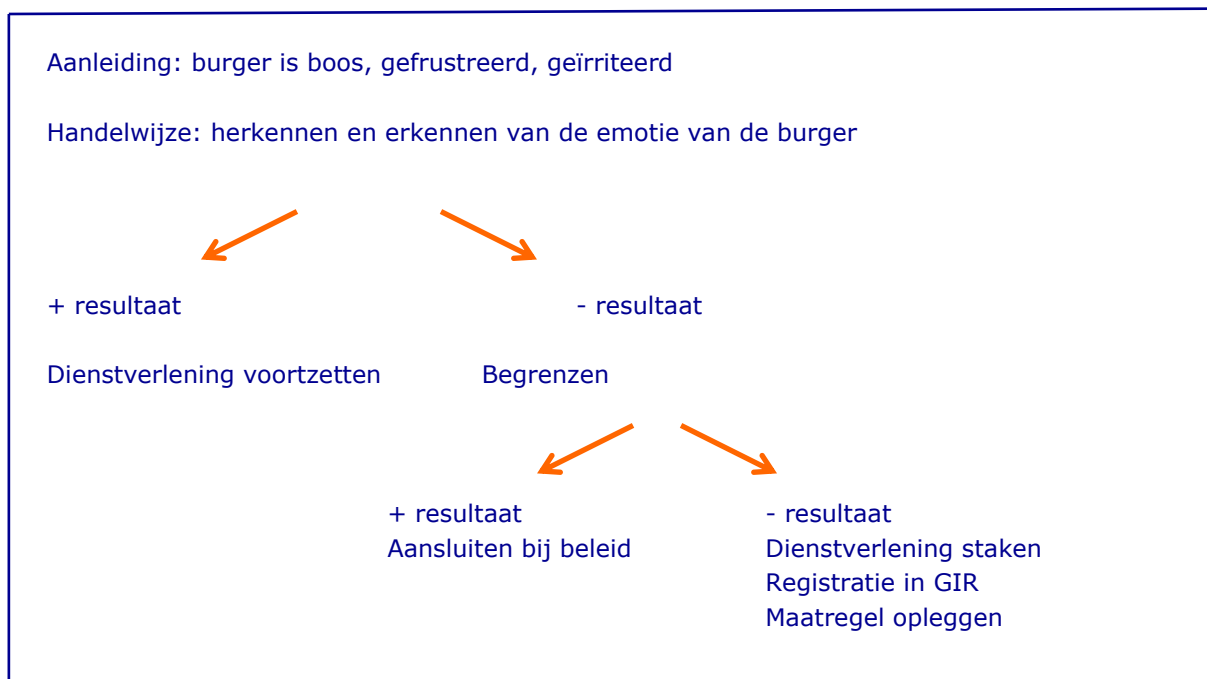 Aanleiding: burger is boos, gefrustreerd, geïrriteerd
Handelwijze: herkennen en erkennen van de emotie van de burger
+ resultaat - resultaat
Dienstverlening voortzetten Begrenzen
+ resultaat - resultaat
Aansluiten bij beleid Dienstverlening staken
Registratie in GIR
Maatregel opleggen